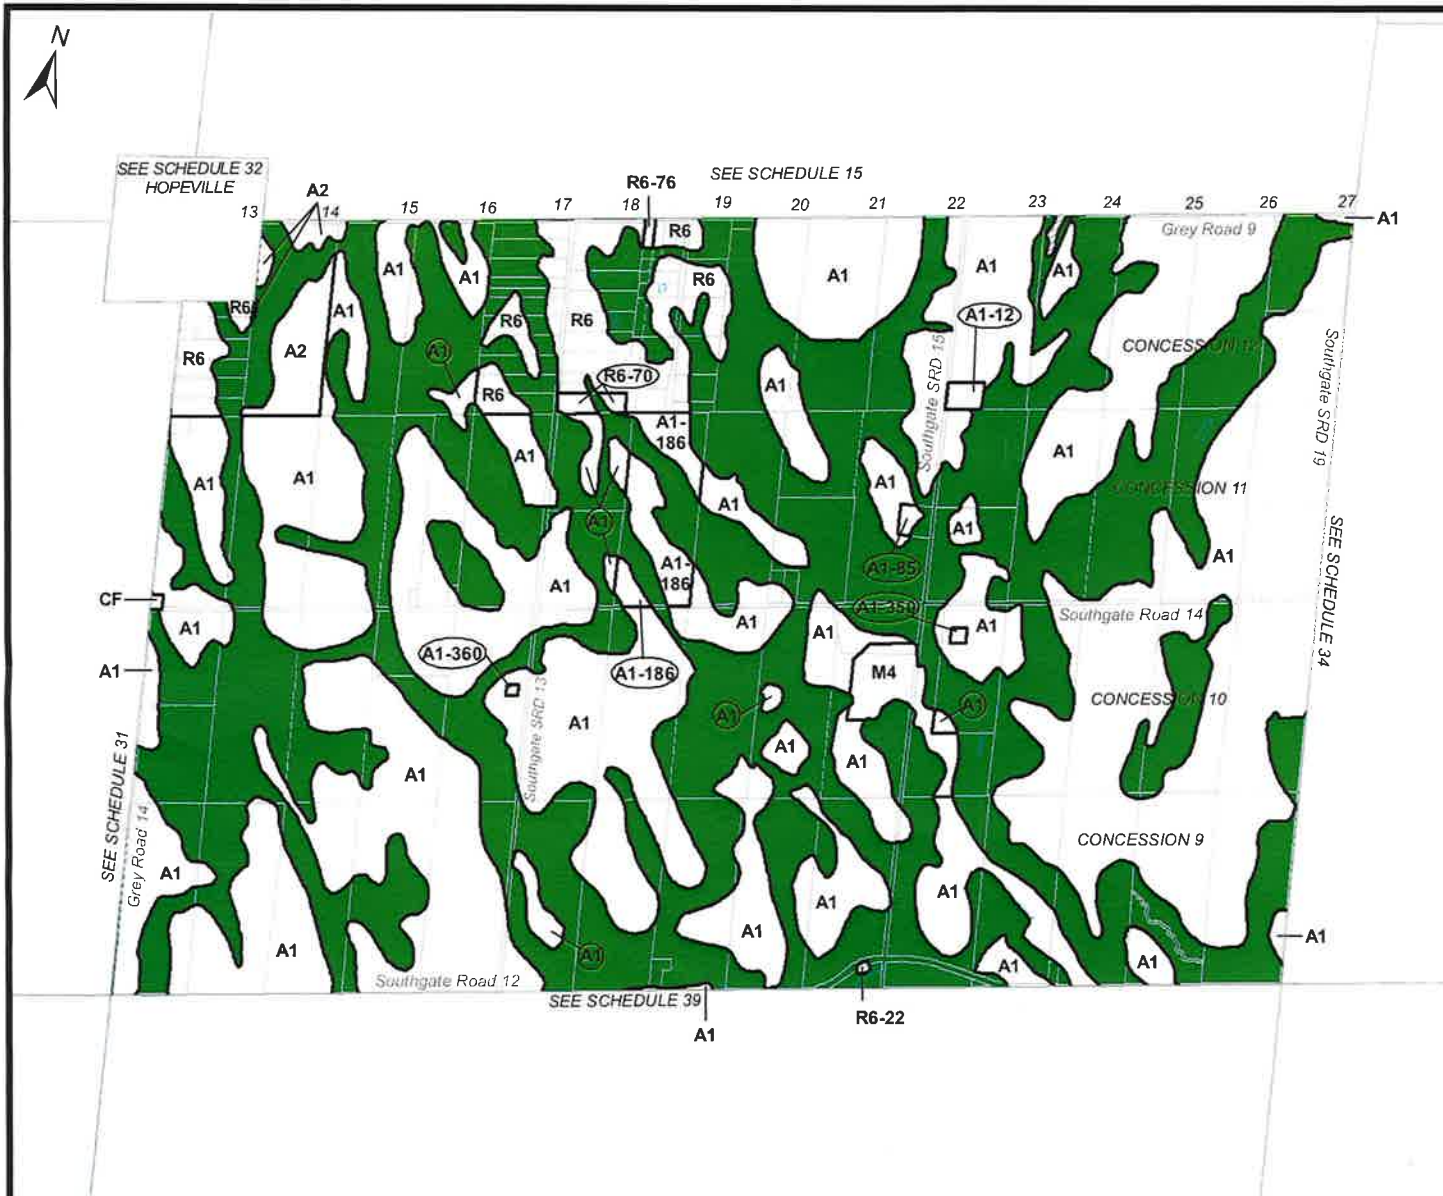 N
SEE SCHEDULE 32
HOPEVILLE
SEE SCHEDULE 15
R6-76
A2
13
14
15
16
17
18
19
20
21
22
23
24
25
26
27
A1
Grey Road 9
R6
A1
A1
R6
A1
A1
A1
R6
A1
R6
R6
A1-12
R6
A2
A1
CONCESSION 12
Southgate SRD 15
Southgate SRD 19
R6-70
A1
R6
A1-
186
A1
A1
A1
A1
A1
A1
CONCESSION 11
A1
A1
A1
A1-85
A1
SEE SCHEDULE 34
A1-
186
A1
CF
A1-350
Southgate Road 14
A1
A1
A1
A1
A1-360
A1-186
M4
A1
CONCESSION 10
A1
A1
A1
Southgate SRD 13
A1
A1
A1
SEE SCHEDULE 31
Grey Road 14
CONCESSION 9
A1
A1
A1
A1
A1
A1
A1
A1
A1
Southgate Road 12
SEE SCHEDULE 39
A1
R6-22